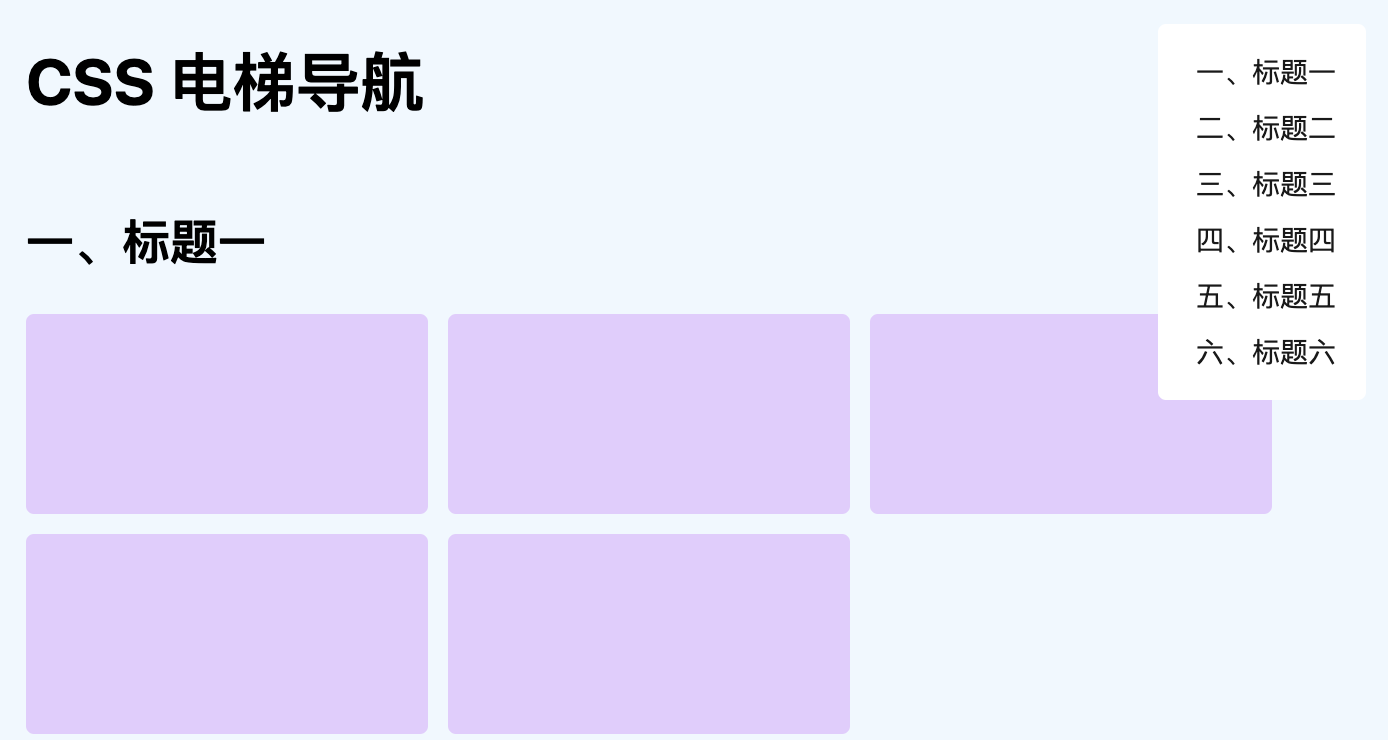 CSS 电梯导航
一、标题一
一、标题一
二、标题二
三、标题三
四、标题四
五、标题五
六、标题六